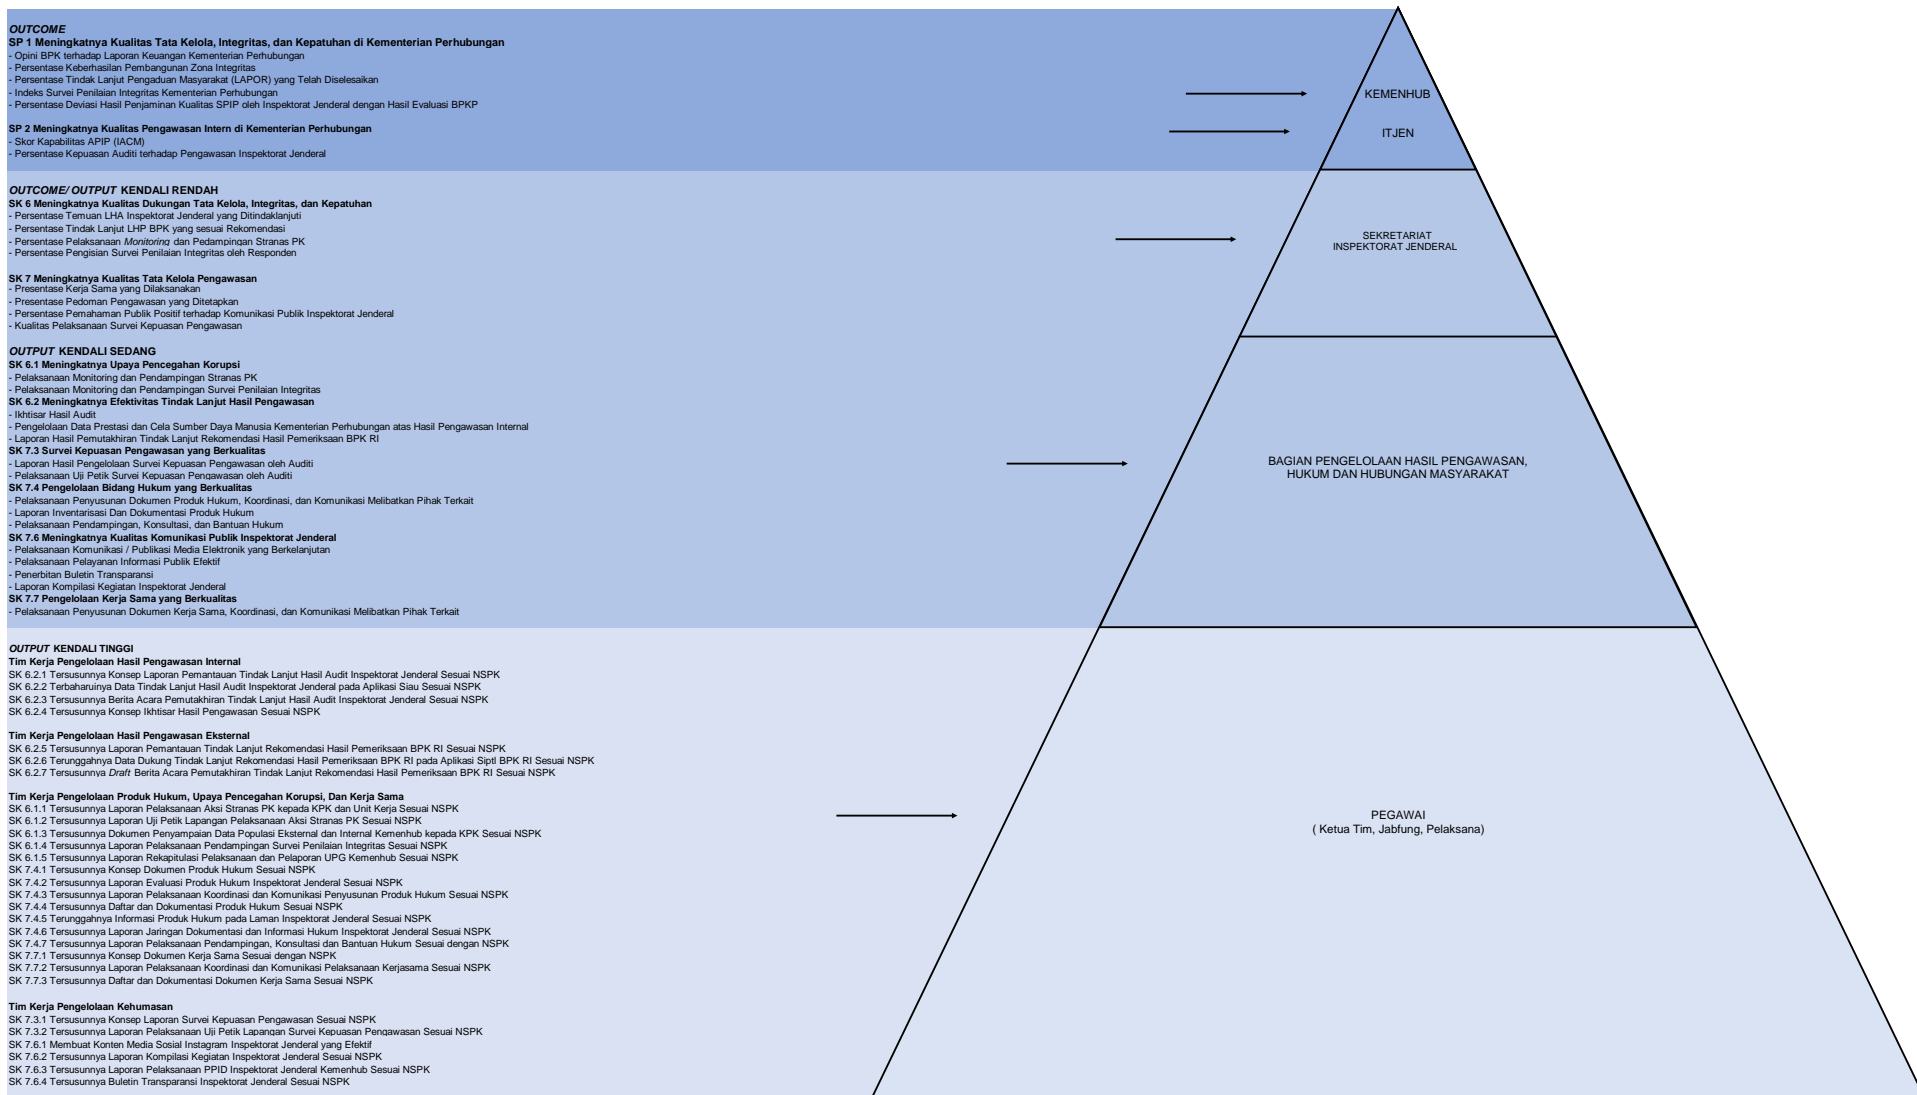 OUTCOME
SP 1 Meningkatnya Kualitas Tata Kelola, Integritas, dan Kepatuhan di Kementerian Perhubungan
- Opini BPK terhadap Laporan Keuangan Kementerian Perhubungan
- Persentase Keberhasilan Pembangunan Zona Integritas
- Persentase Tindak Lanjut Pengaduan Masyarakat (LAPOR) yang Telah Diselesaikan
- Indeks Survei Penilaian Integritas Kementerian Perhubungan
- Persentase Deviasi Hasil Penjaminan Kualitas SPIP oleh Inspektorat Jenderal dengan Hasil Evaluasi BPKP
KEMENHUB
SP 2 Meningkatnya Kualitas Pengawasan Intern di Kementerian Perhubungan
- Skor Kapabilitas APIP (IACM)
- Persentase Kepuasan Auditi terhadap Pengawasan Inspektorat Jenderal
ITJEN
OUTCOME/ OUTPUT KENDALI RENDAH
SK 6 Meningkatnya Kualitas Dukungan Tata Kelola, Integritas, dan Kepatuhan
- Persentase Temuan LHA Inspektorat Jenderal yang Ditindaklanjuti
- Persentase Tindak Lanjut LHP BPK yang sesuai Rekomendasi
- Persentase Pelaksanaan Monitoring dan Pedampingan Stranas PK
- Persentase Pengisian Survei Penilaian Integritas oleh Responden
SK 7 Meningkatnya Kualitas Tata Kelola Pengawasan
- Presentase Kerja Sama yang Dilaksanakan
- Presentase Pedoman Pengawasan yang Ditetapkan
- Persentase Pemahaman Publik Positif terhadap Komunikasi Publik Inspektorat Jenderal
- Kualitas Pelaksanaan Survei Kepuasan Pengawasan
SEKRETARIAT
INSPEKTORAT JENDERAL
OUTPUT KENDALI SEDANG
SK 6.1 Meningkatnya Upaya Pencegahan Korupsi
- Pelaksanaan Monitoring dan Pendampingan Stranas PK
- Pelaksanaan Monitoring dan Pendampingan Survei Penilaian Integritas
SK 6.2 Meningkatnya Efektivitas Tindak Lanjut Hasil Pengawasan
- Ikhtisar Hasil Audit
- Pengelolaan Data Prestasi dan Cela Sumber Daya Manusia Kementerian Perhubungan atas Hasil Pengawasan Internal
- Laporan Hasil Pemutakhiran Tindak Lanjut Rekomendasi Hasil Pemeriksaan BPK RI
SK 7.3 Survei Kepuasan Pengawasan yang Berkualitas
- Laporan Hasil Pengelolaan Survei Kepuasan Pengawasan oleh Auditi
- Pelaksanaan Uji Petik Survei Kepuasan Pengawasan oleh Auditi
SK 7.4 Pengelolaan Bidang Hukum yang Berkualitas
- Pelaksanaan Penyusunan Dokumen Produk Hukum, Koordinasi, dan Komunikasi Melibatkan Pihak Terkait
- Laporan Inventarisasi Dan Dokumentasi Produk Hukum
- Pelaksanaan Pendampingan, Konsultasi, dan Bantuan Hukum
SK 7.6 Meningkatnya Kualitas Komunikasi Publik Inspektorat Jenderal
- Pelaksanaan Komunikasi / Publikasi Media Elektronik yang Berkelanjutan
- Pelaksanaan Pelayanan Informasi Publik Efektif
- Penerbitan Buletin Transparansi
- Laporan Kompilasi Kegiatan Inspektorat Jenderal
SK 7.7 Pengelolaan Kerja Sama yang Berkualitas
- Pelaksanaan Penyusunan Dokumen Kerja Sama, Koordinasi, dan Komunikasi Melibatkan Pihak Terkait
BAGIAN PENGELOLAAN HASIL PENGAWASAN,
HUKUM DAN HUBUNGAN MASYARAKAT
OUTPUT KENDALI TINGGI
Tim Kerja Pengelolaan Hasil Pengawasan Internal
SK 6.2.1 Tersusunnya Konsep Laporan Pemantauan Tindak Lanjut Hasil Audit Inspektorat Jenderal Sesuai NSPK
SK 6.2.2 Terbaharuinya Data Tindak Lanjut Hasil Audit Inspektorat Jenderal pada Aplikasi Siau Sesuai NSPK
SK 6.2.3 Tersusunnya Berita Acara Pemutakhiran Tindak Lanjut Hasil Audit Inspektorat Jenderal Sesuai NSPK
SK 6.2.4 Tersusunnya Konsep Ikhtisar Hasil Pengawasan Sesuai NSPK
Tim Kerja Pengelolaan Hasil Pengawasan Eksternal
SK 6.2.5 Tersusunnya Laporan Pemantauan Tindak Lanjut Rekomendasi Hasil Pemeriksaan BPK RI Sesuai NSPK
SK 6.2.6 Terunggahnya Data Dukung Tindak Lanjut Rekomendasi Hasil Pemeriksaan BPK RI pada Aplikasi Siptl BPK RI Sesuai NSPK
SK 6.2.7 Tersusunnya Draft Berita Acara Pemutakhiran Tindak Lanjut Rekomendasi Hasil Pemeriksaan BPK RI Sesuai NSPK
Tim Kerja Pengelolaan Produk Hukum, Upaya Pencegahan Korupsi, Dan Kerja Sama
SK 6.1.1 Tersusunnya Laporan Pelaksanaan Aksi Stranas PK kepada KPK dan Unit Kerja Sesuai NSPK
SK 6.1.2 Tersusunnya Laporan Uji Petik Lapangan Pelaksanaan Aksi Stranas PK Sesuai NSPK
SK 6.1.3 Tersusunnya Dokumen Penyampaian Data Populasi Eksternal dan Internal Kemenhub kepada KPK Sesuai NSPK
SK 6.1.4 Tersusunnya Laporan Pelaksanaan Pendampingan Survei Penilaian Integritas Sesuai NSPK
SK 6.1.5 Tersusunnya Laporan Rekapitulasi Pelaksanaan dan Pelaporan UPG Kemenhub Sesuai NSPK
SK 7.4.1 Tersusunnya Konsep Dokumen Produk Hukum Sesuai NSPK
SK 7.4.2 Tersusunnya Laporan Evaluasi Produk Hukum Inspektorat Jenderal Sesuai NSPK
SK 7.4.3 Tersusunnya Laporan Pelaksanaan Koordinasi dan Komunikasi Penyusunan Produk Hukum Sesuai NSPK
SK 7.4.4 Tersusunnya Daftar dan Dokumentasi Produk Hukum Sesuai NSPK
SK 7.4.5 Terunggahnya Informasi Produk Hukum pada Laman Inspektorat Jenderal Sesuai NSPK
SK 7.4.6 Tersusunnya Laporan Jaringan Dokumentasi dan Informasi Hukum Inspektorat Jenderal Sesuai NSPK
SK 7.4.7 Tersusunnya Laporan Pelaksanaan Pendampingan, Konsultasi dan Bantuan Hukum Sesuai dengan NSPK
SK 7.7.1 Tersusunnya Konsep Dokumen Kerja Sama Sesuai dengan NSPK
SK 7.7.2 Tersusunnya Laporan Pelaksanaan Koordinasi dan Komunikasi Pelaksanaan Kerjasama Sesuai NSPK
SK 7.7.3 Tersusunnya Daftar dan Dokumentasi Dokumen Kerja Sama Sesuai NSPK
PEGAWAI
( Ketua Tim, Jabfung, Pelaksana)
Tim Kerja Pengelolaan Kehumasan
SK 7.3.1 Tersusunnya Konsep Laporan Survei Kepuasan Pengawasan Sesuai NSPK
SK 7.3.2 Tersusunnya Laporan Pelaksanaan Uji Petik Lapangan Survei Kepuasan Pengawasan Sesuai NSPK
SK 7.6.1 Membuat Konten Media Sosial Instagram Inspektorat Jenderal yang Efektif
SK 7.6.2 Tersusunnya Laporan Kompilasi Kegiatan Inspektorat Jenderal Sesuai NSPK
SK 7.6.3 Tersusunnya Laporan Pelaksanaan PPID Inspektorat Jenderal Kemenhub Sesuai NSPK
SK 7.6.4 Tersusunnya Buletin Transparansi Inspektorat Jenderal Sesuai NSPK